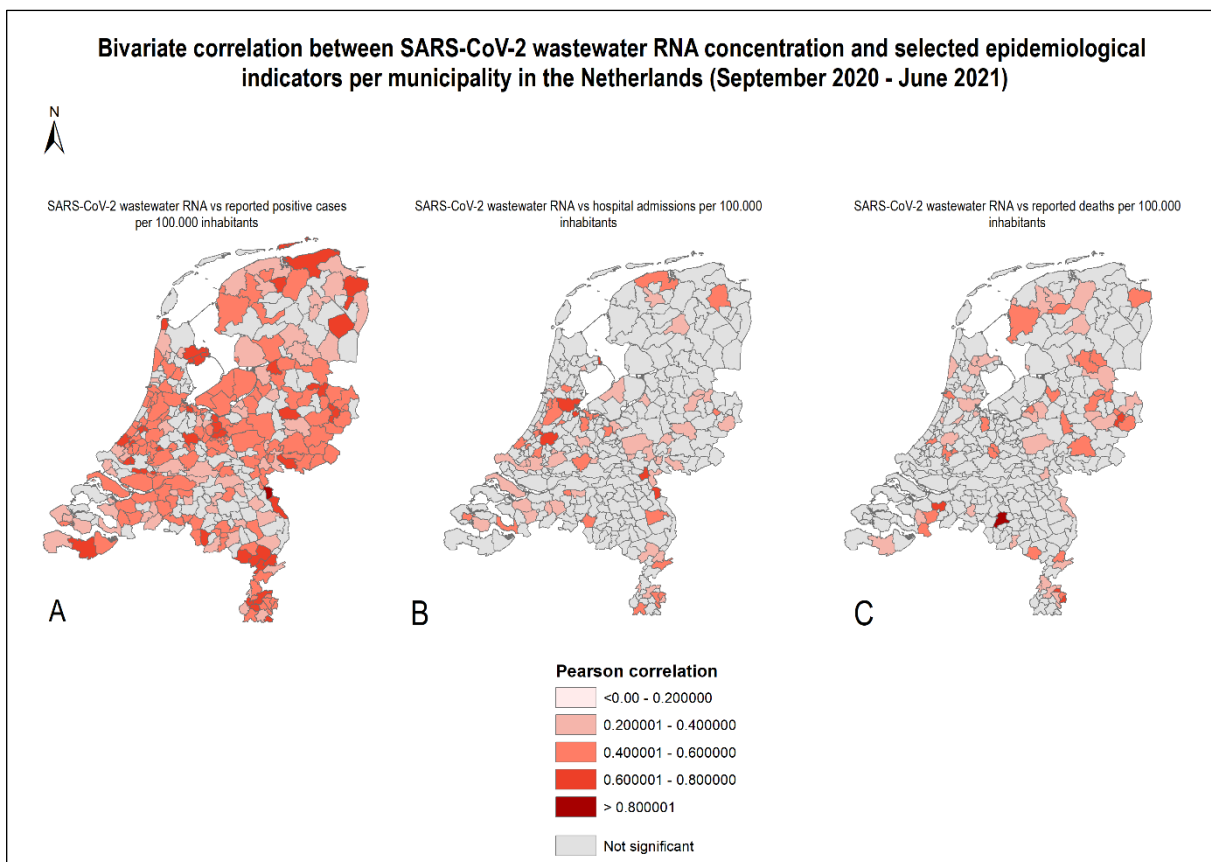 Bivariate correlation between SARS-CoV-2 wastewater RNA concentration and selected epidemiological
indicators per municipality in the Netherlands (September 2020 - June 2021)
N
SARS-CoV-2 wastewater RNA vs reported positive cases
per 100.000 inhabitants
SARS-CoV-2 wastewater RNA vs hospital admissions per 100.000
inhabitants
SARS-CoV-2 wastewater RNA vs reported deaths per 100.000
inhabitants
A
B
C
Pearson correlation
<0.00 - 0.200000
0.200001 - 0.400000
0.400001 - 0.600000
0.600001 - 0.800000
> 0.800001
Not significant